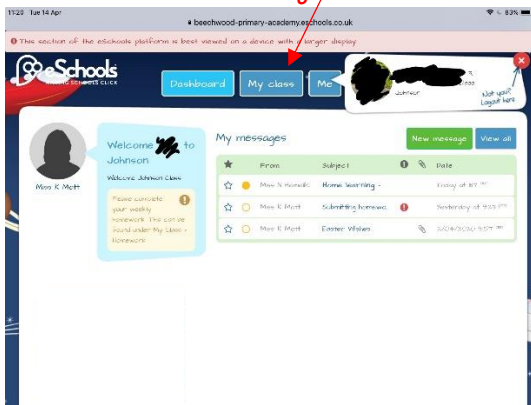 11:20 Tue 14 Apr
beechwood-primary-academy.eschools.co.uk
83%
This section of the eSchools platform is best viewed on a device with a larger display
eSchools
MAKING SCHOOLS CLICK
Dashboard
My class
Me
Johnson
Not you?
Logout here
Miss K Mott
Welcome to
Johnson
Welcome Johnson Class
Please complete
your weekly
homework. This can be
found under My Class -
Homework
My messages
New message
View all
From Subject Date
Miss N Home learning - Today at
Miss K Mott Submitting homewo Yesterday at
Miss K Mott Easter Wishes